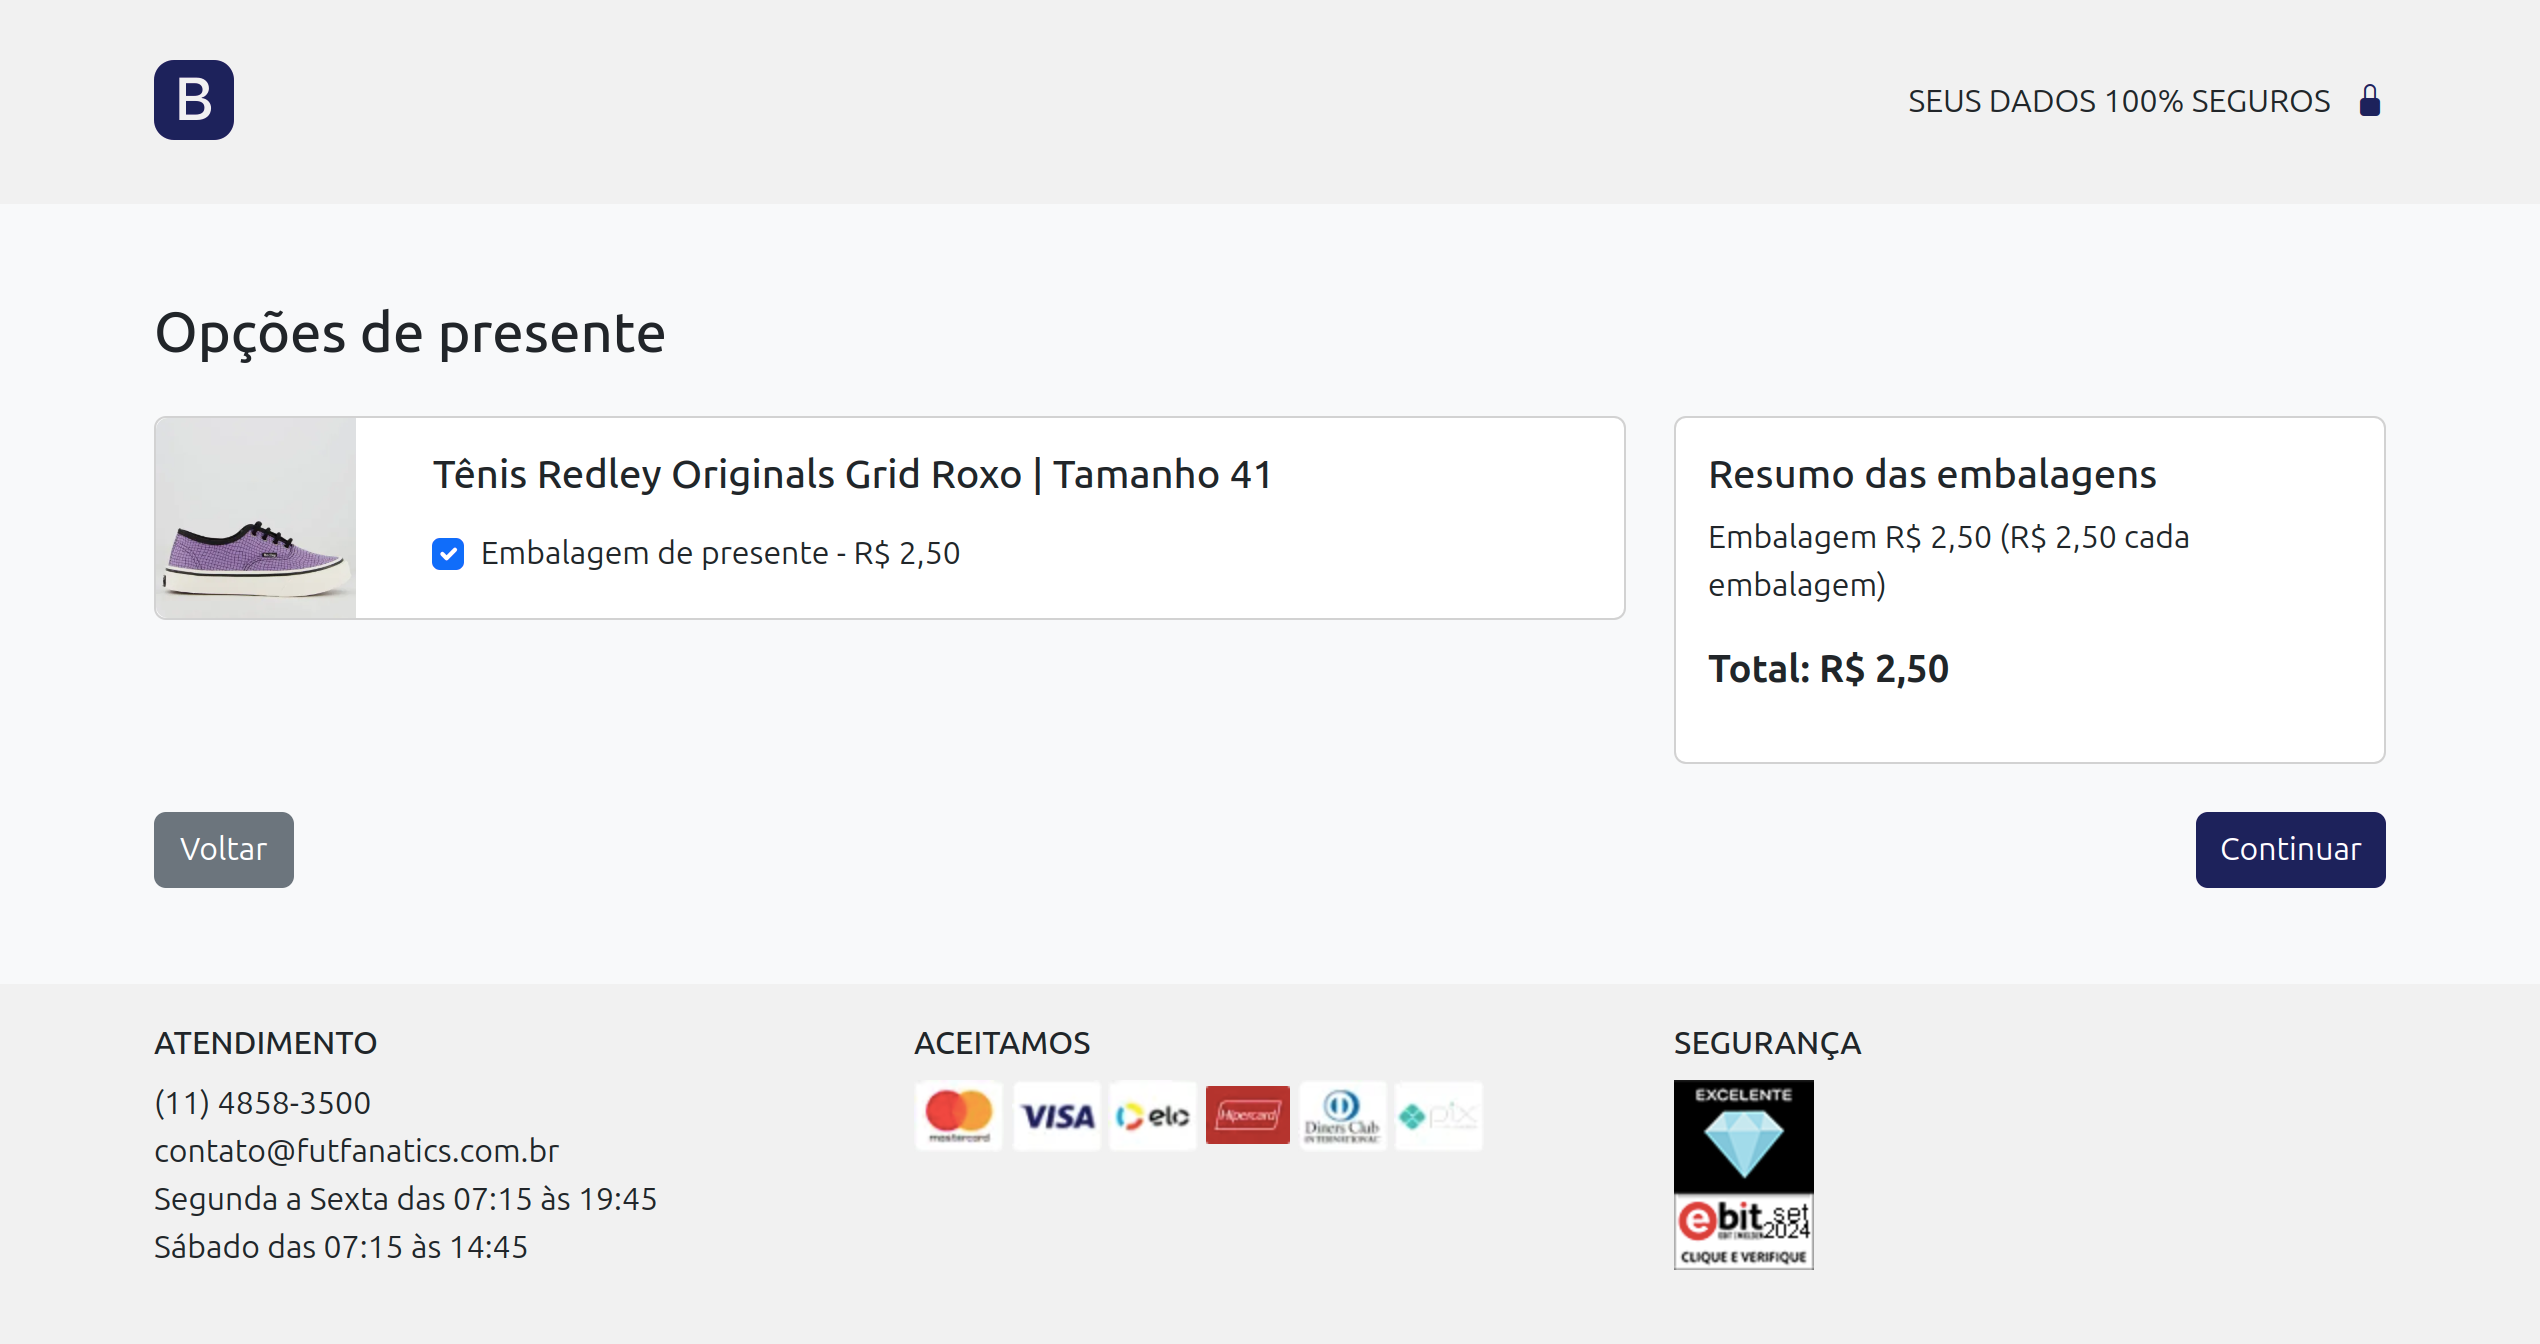 B
SEUS DADOS 100% SEGUROS
Opções de presente
Tênis Redley Originals Grid Roxo | Tamanho 41
Embalagem de presente - R$ 2,50
Resumo das embalagens
Embalagem R$ 2,50 (R$ 2,50 cada
embalagem)
Total: R$ 2,50
Voltar
Continuar
ATENDIMENTO
(11) 4858-3500
contato@futfanatics.com.br
Segunda a Sexta das 07:15 às 19:45
Sábado das 07:15 às 14:45
ACEITAMOS
mastercard
VISA
elo
Hipercard
Diners Club
INTERNATIONAL
pix
SEGURANÇA
EXCELENTE
ebit set
2024
CLIQUE E VERIFIQUE